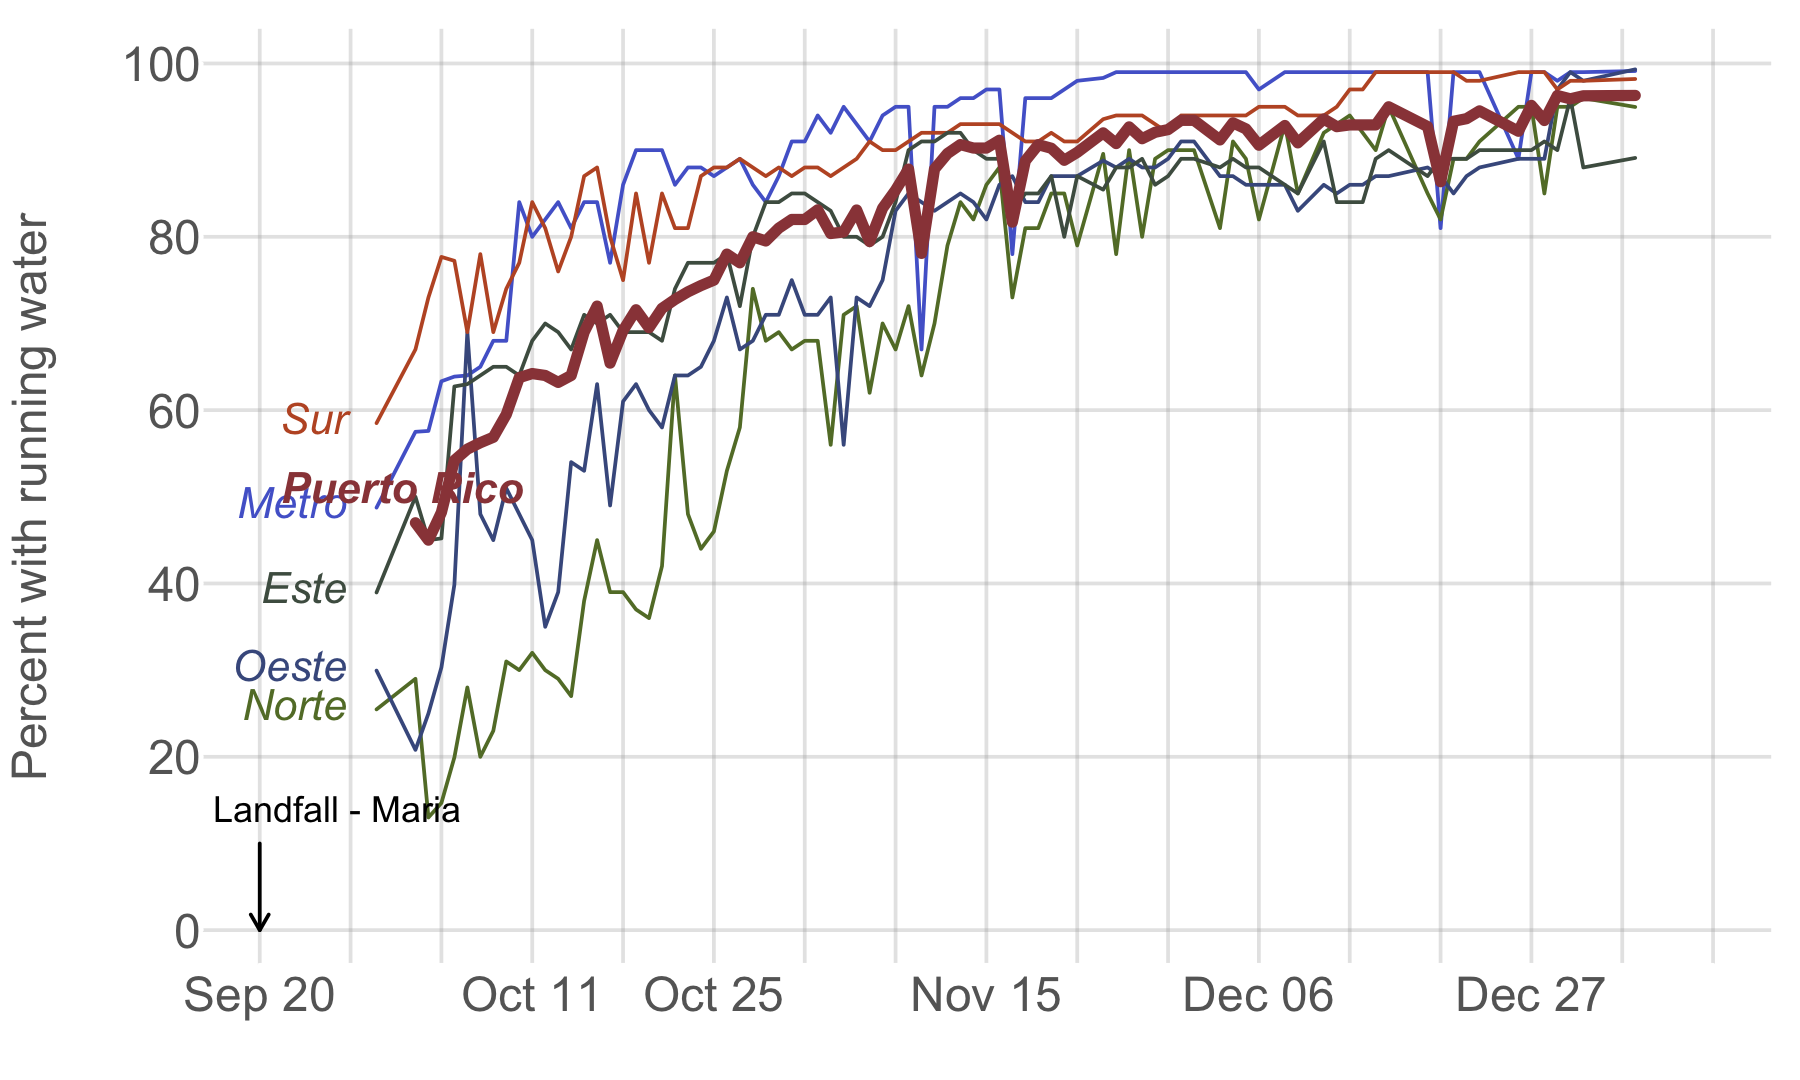 Percent with running water
100
80
60
40
20
0
Sur
Puerto Rico
Metro
Este
Oeste
Norte
Landfall - Maria
Sep 20
Oct 11
Oct 25
Nov 15
Dec 06
Dec 27